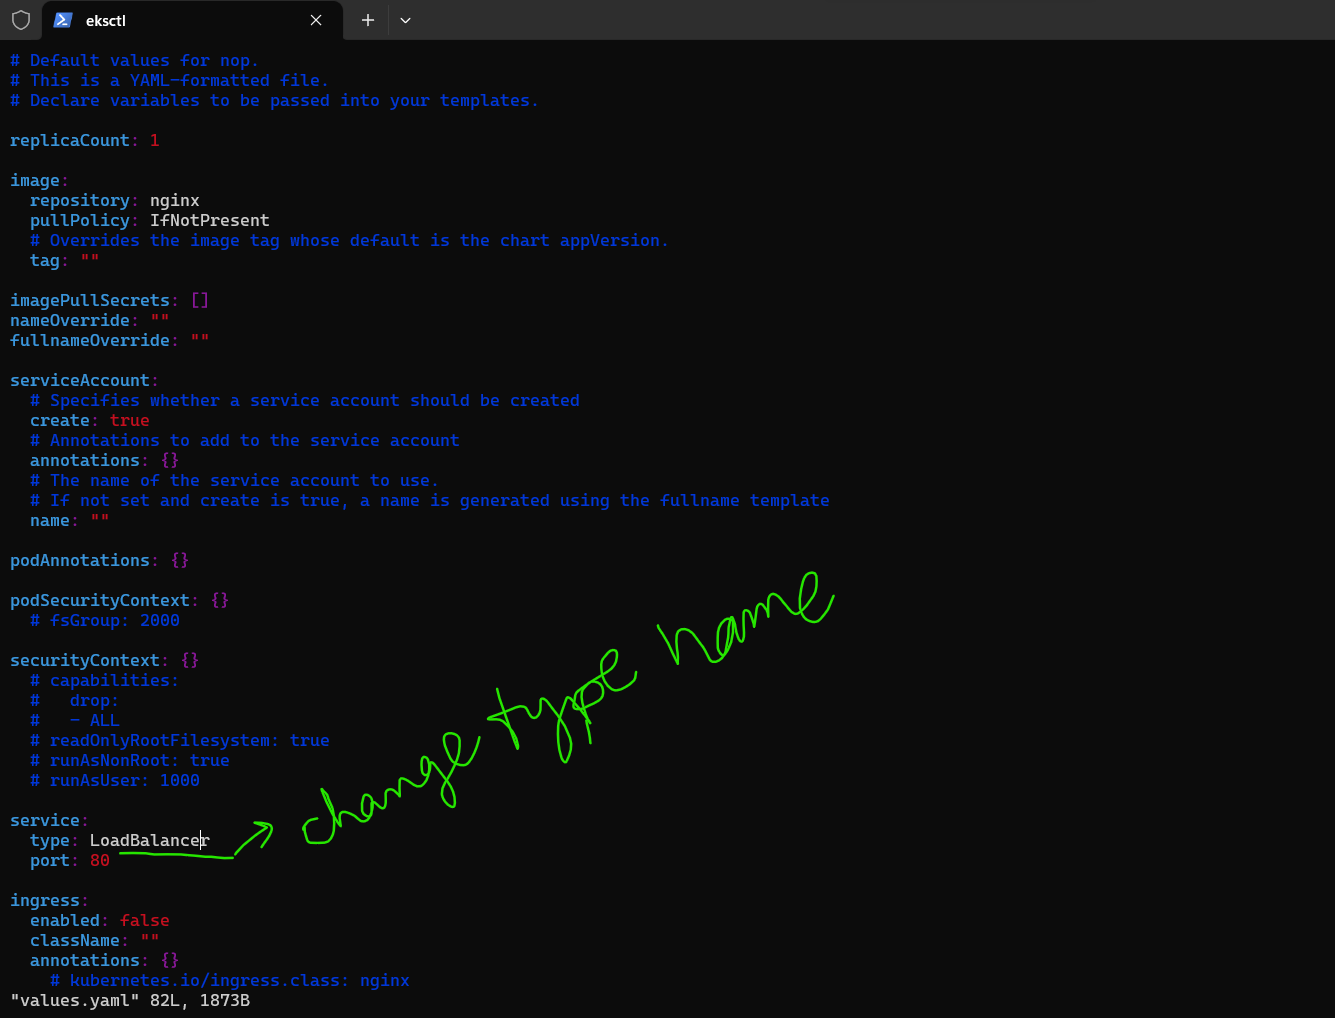 eksctl
# Default values for nop.
# This is a YAML-formatted file.
# Declare variables to be passed into your templates.
replicaCount: 1
image:
  repository: nginx
  pullPolicy: IfNotPresent
  # Overrides the image tag whose default is the chart appVersion.
  tag: ""
imagePullSecrets: []
nameOverride: ""
fullnameOverride: ""
serviceAccount:
  # Specifies whether a service account should be created
  create: true
  # Annotations to add to the service account
  annotations: {}
  # The name of the service account to use.
  # If not set and create is true, a name is generated using the fullname template
  name: ""
podAnnotations: {}
podSecurityContext: {}
  # fsGroup: 2000
securityContext: {}
  # capabilities:
  #   drop:
  #   - ALL
  # readOnlyRootFilesystem: true
  # runAsNonRoot: true
  # runAsUser: 1000
service:
  type: LoadBalancer
change type name
  port: 80
ingress:
  enabled: false
  className: ""
  annotations: {}
    # kubernetes.io/ingress.class: nginx
"values.yaml" 82L, 1873B